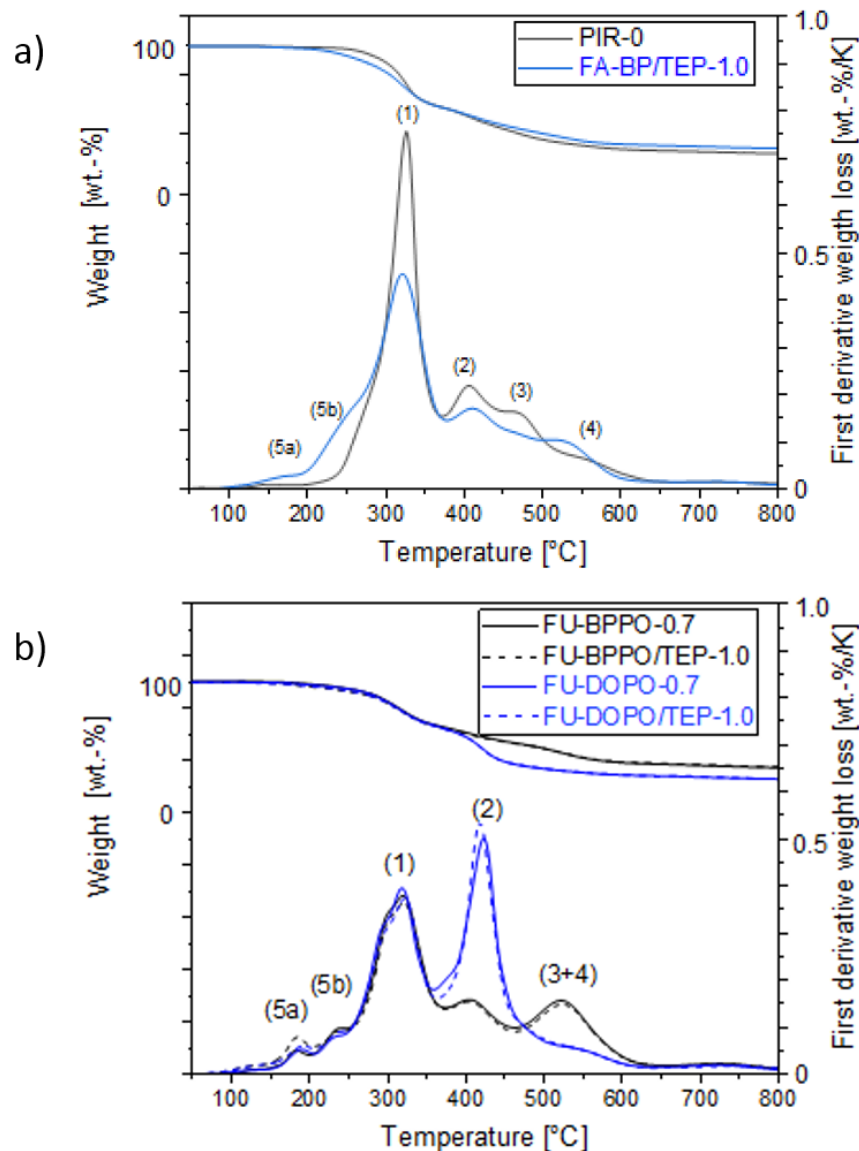 a)
PIR-0
FA-BP/TEP-1.0
100
0
Weight [wt.-%]
1.0
0.5
0
First derivative weigth loss [wt.-%/K]
(1)
(2)
(3)
(4)
(5b)
(5a)
100 200 300 400 500 600 700 800
Temperature [°C]
b)
FU-BPPO-0.7
FU-BPPO/TEP-1.0
FU-DOPO-0.7
FU-DOPO/TEP-1.0
100
0
Weight [wt.-%]
1.0
0.5
0
First derivative weight loss [wt.-%/K]
(1)
(2)
(3+4)
(5b)
(5a)
100 200 300 400 500 600 700 800
Temperature [°C]